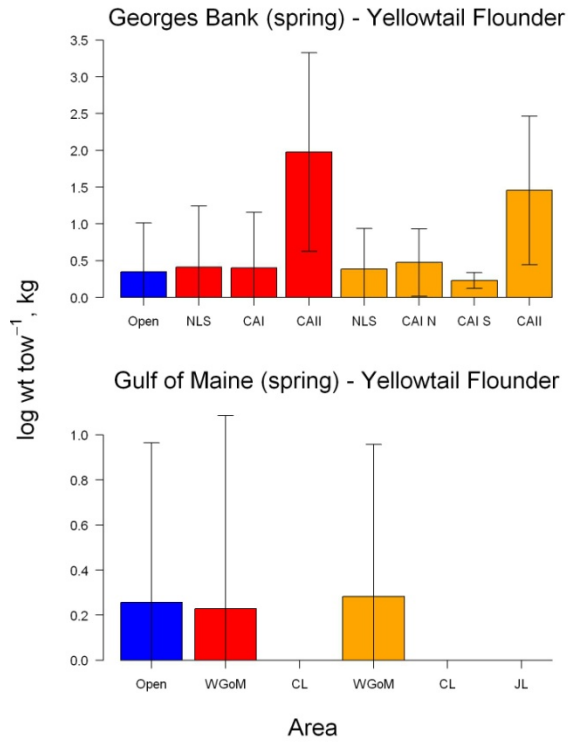 Georges Bank (spring) - Yellowtail Flounder
3.5
3.0
2.5
2.0
1.5
1.0
0.5
0.0
Open NLS CAI CAII NLS CAI N CAI S CAII
log wt tow⁻¹, kg
Gulf of Maine (spring) - Yellowtail Flounder
1.0
0.8
0.6
0.4
0.2
0.0
Open WGoM CL WGoM CL JL
Area